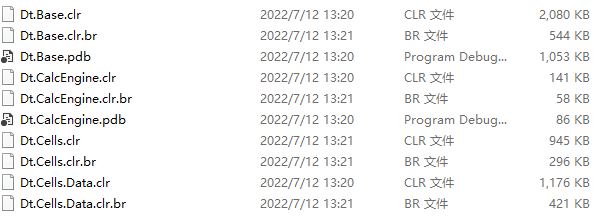 Dt.Base.clr 2022/7/12 13:20 CLR 文件 2,080 KB
Dt.Base.clr.br 2022/7/12 13:21 BR 文件 544 KB
Dt.Base.pdb 2022/7/12 13:20 Program Debug... 1,053 KB
Dt.CalcEngine.clr 2022/7/12 13:20 CLR 文件 141 KB
Dt.CalcEngine.clr.br 2022/7/12 13:21 BR 文件 58 KB
Dt.CalcEngine.pdb 2022/7/12 13:20 Program Debug... 86 KB
Dt.Cells.clr 2022/7/12 13:21 CLR 文件 945 KB
Dt.Cells.clr.br 2022/7/12 13:21 BR 文件 296 KB
Dt.Cells.Data.clr 2022/7/12 13:20 CLR 文件 1,176 KB
Dt.Cells.Data.clr.br 2022/7/12 13:21 BR 文件 421 KB